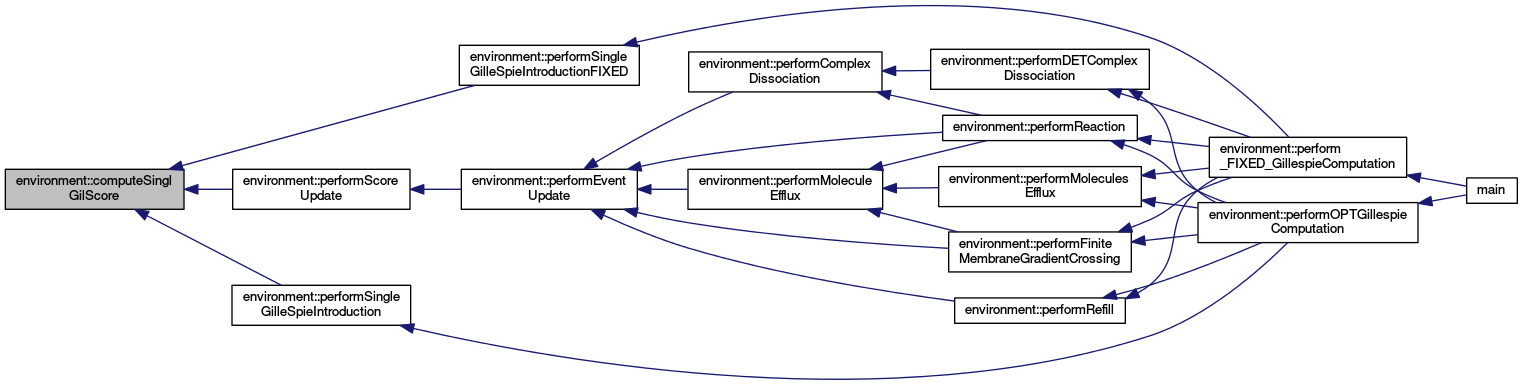 environment::computeSingl
GilScore
environment::performSingle
GilleSpieIntroductionFIXED
environment::performScore
Update
environment::performSingle
GilleSpieIntroduction
environment::performEvent
Update
environment::performComplex
Dissociation
environment::performMolecule
Efflux
environment::performDETComplex
Dissociation
environment::performReaction
environment::performMolecules
Efflux
environment::performFinite
MembraneGradientCrossing
environment::performRefill
environment::perform
_FIXED_GillespieComputation
environment::performOPTGillespie
Computation
main